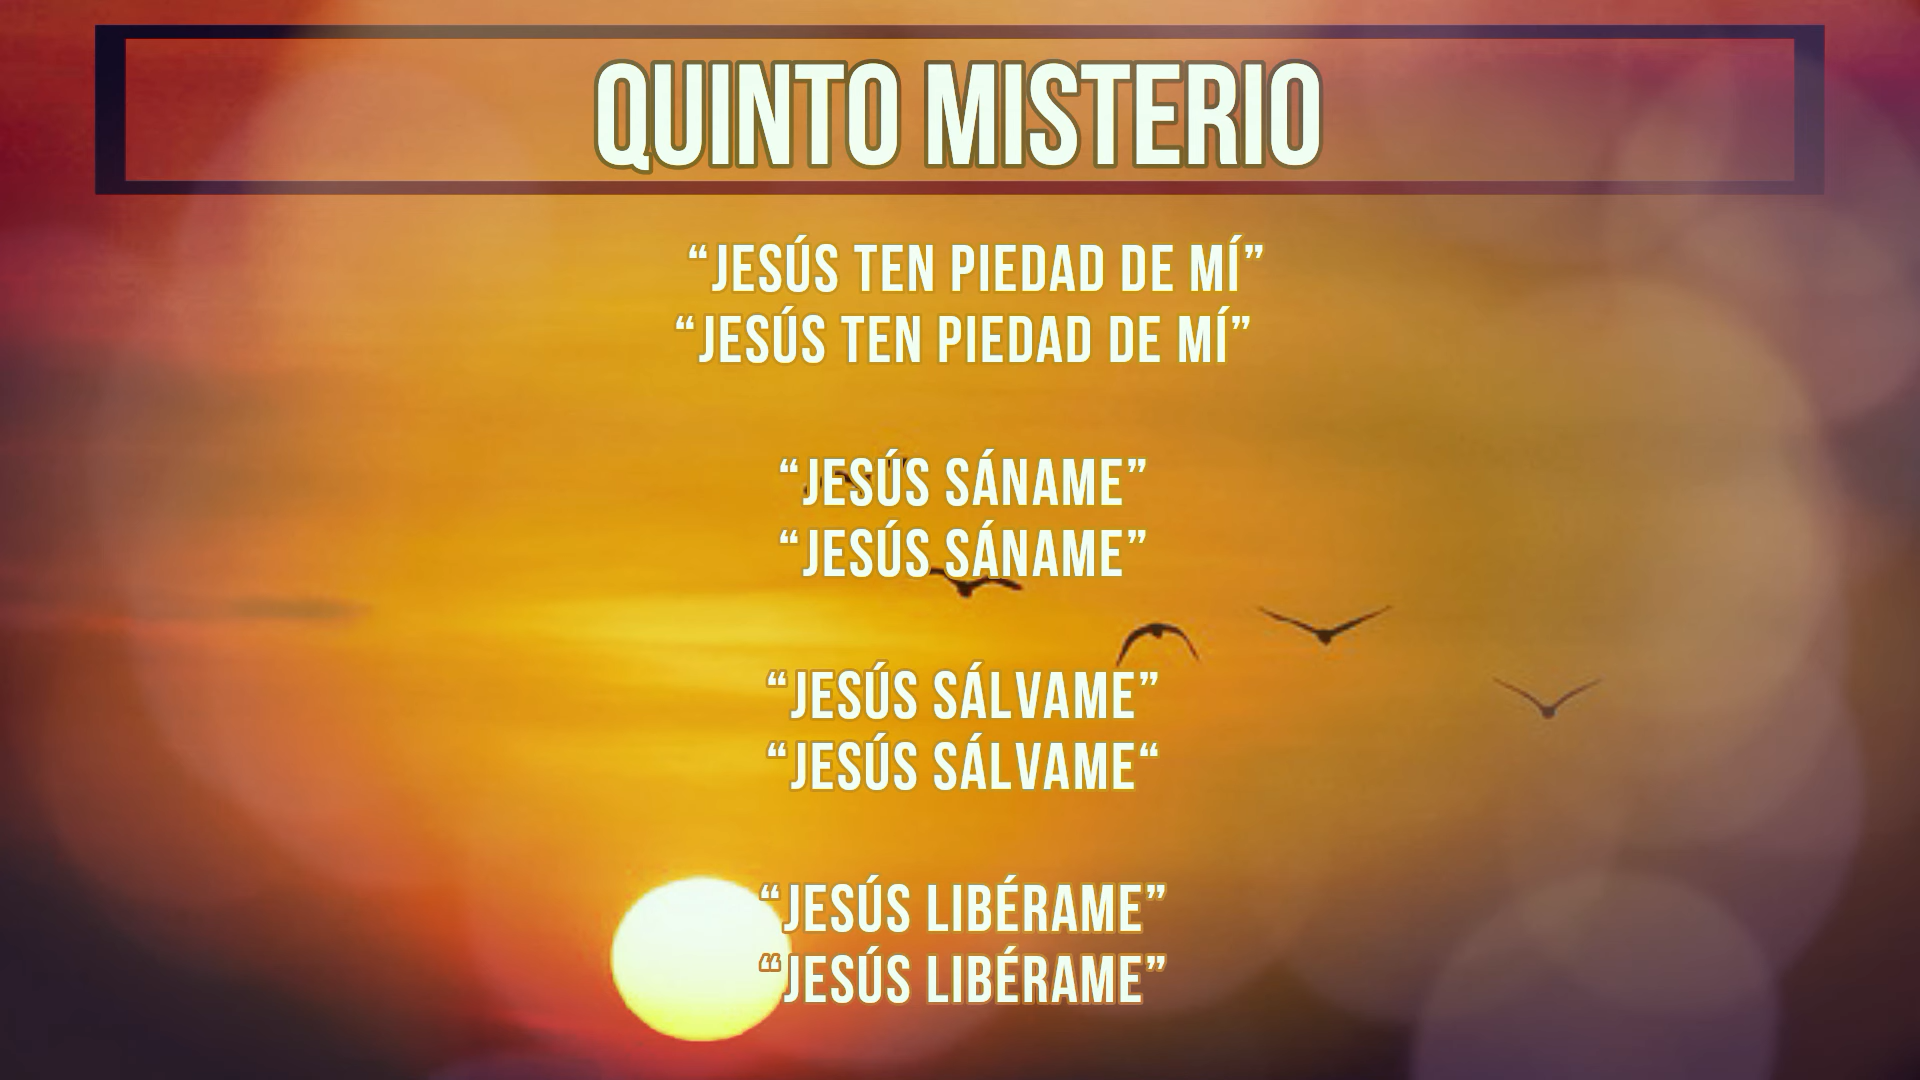 QUINTO MISTERIO
“JESÚS TEN PIEDAD DE MÍ”
“JESÚS TEN PIEDAD DE MÍ”
“JESÚS SÁNAME”
“JESÚS SÁNAME”
“JESÚS SÁLVAME”
“JESÚS SÁLVAME“
“JESÚS LIBÉRAME”
“JESÚS LIBÉRAME”